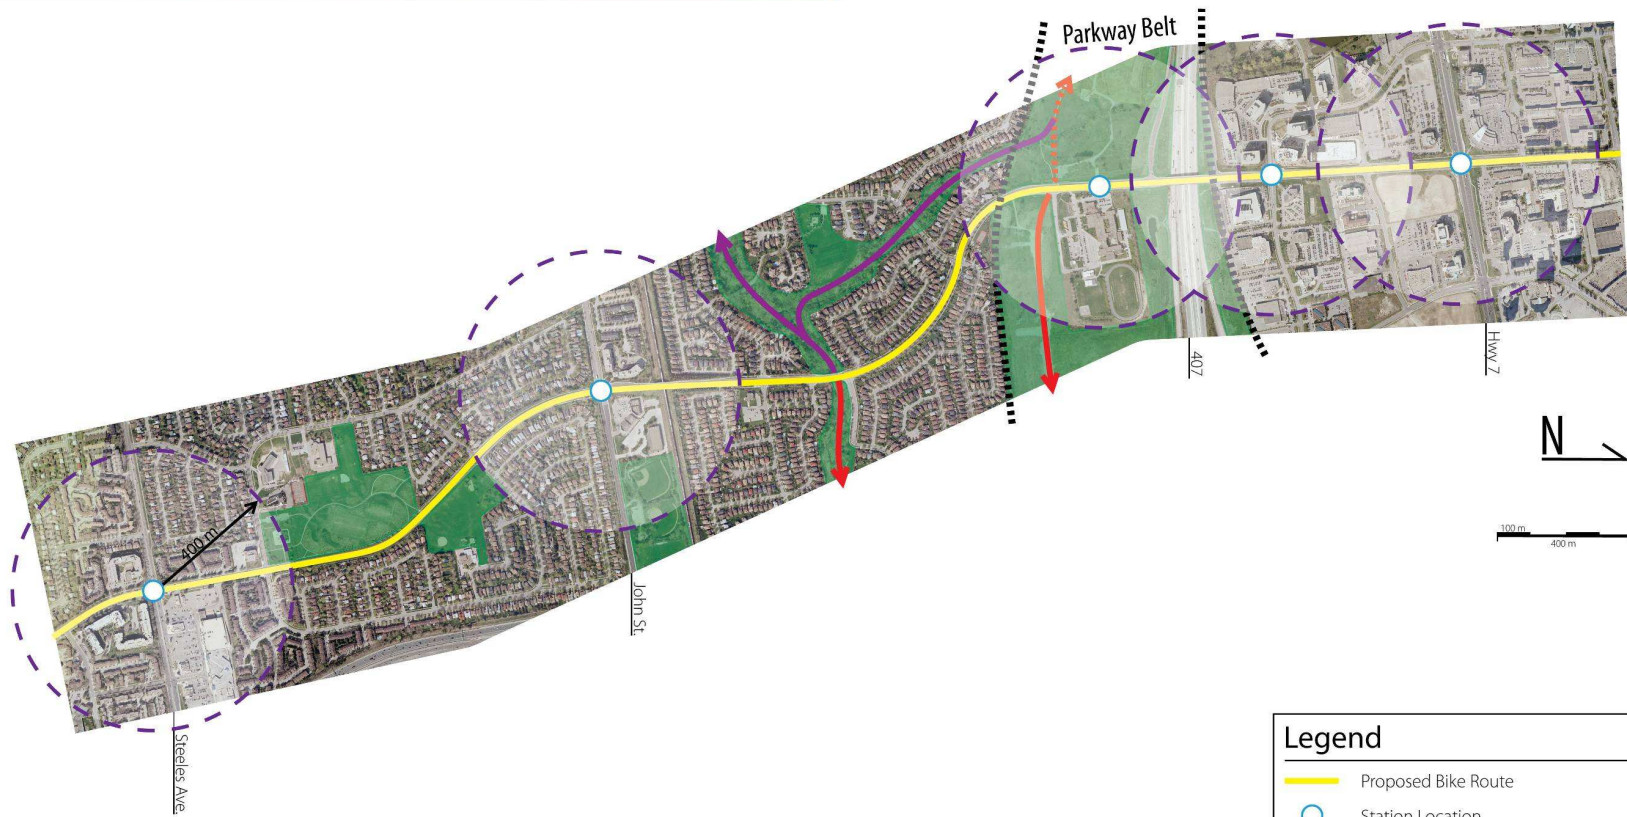 Parkway Belt
407
Hwy 7
N
100 m
400 m
400 m
John St.
Steeles Ave.
Legend
Proposed Bike Route
Station Location